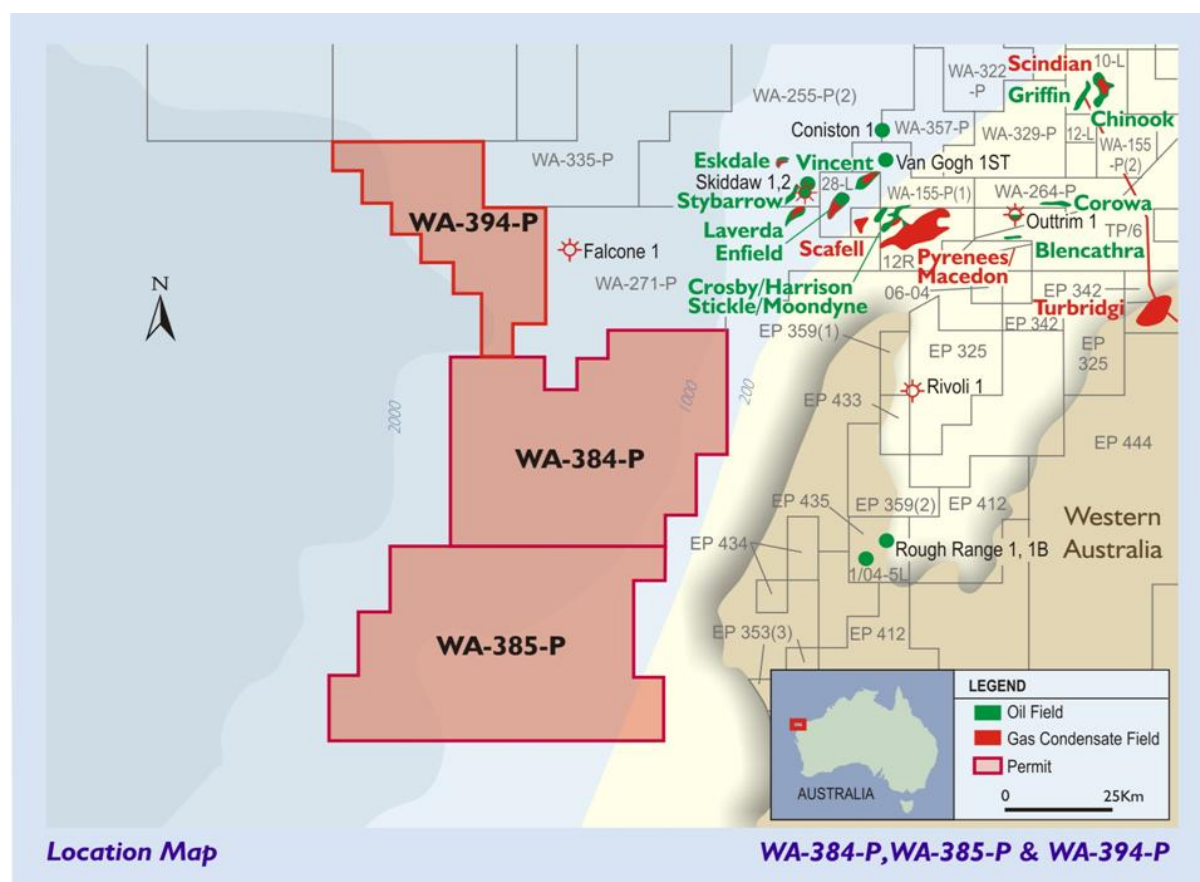 Scindian
10-L
WA-322
-P
WA-255-P(2)
Griffin
Coniston 1
WA-357-P
Chinook
WA-329-P
12-L
WA-155
-P(2)
WA-335-P
Eskdale
Vincent
Van Gogh 1ST
Skiddaw 1,2
28-L
WA-155-P(1)
WA-264-P
Stybarrow
Corowa
WA-394-P
Outtrim 1
TP/6
Laverda
Enfield
Scafell
Falcone 1
Blencathra
12R
Pyrenees/
Macedon
WA-271-P
N
Crosby/Harrison
Stickle/Moondyne
06-04
EP 342
Turbridgi
EP 359(1)
EP 342
EP 325
EP
325
Rivoli 1
1000
200
2000
EP 433
EP 444
WA-384-P
EP 435
EP 359(2)
EP 412
Western
Australia
EP 434
Rough Range 1, 1B
1/04-5L
EP 353(3)
EP 412
WA-385-P
LEGEND
Oil Field
Gas Condensate Field
Permit
0
25Km
AUSTRALIA
Location Map
WA-384-P,WA-385-P & WA-394-P